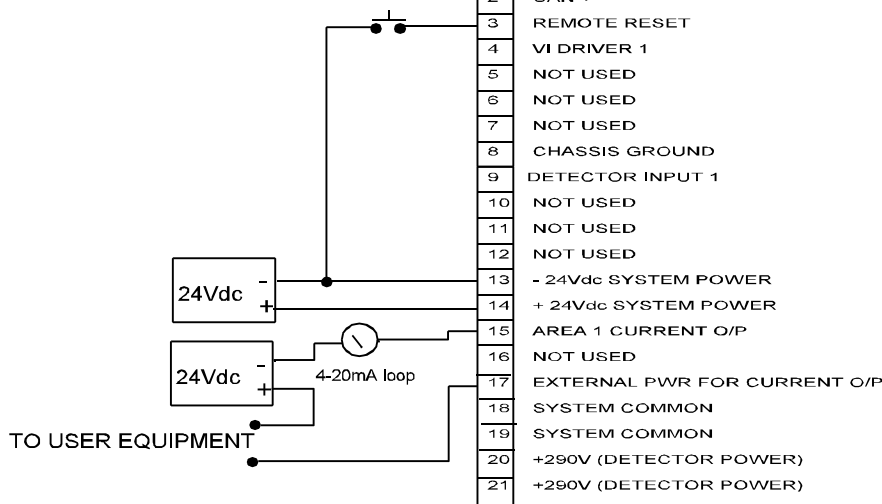 2
3 REMOTE RESET
4 VI DRIVER 1
5 NOT USED
6 NOT USED
7 NOT USED
8 CHASSIS GROUND
9 DETECTOR INPUT 1
10 NOT USED
11 NOT USED
12 NOT USED
13 - 24Vdc SYSTEM POWER
14 + 24Vdc SYSTEM POWER
15 AREA 1 CURRENT O/P
16 NOT USED
17 EXTERNAL PWR FOR CURRENT O/P
18 SYSTEM COMMON
19 SYSTEM COMMON
20 +290V (DETECTOR POWER)
21 +290V (DETECTOR POWER)
24Vdc - +
24Vdc - +
4-20mA loop
TO USER EQUIPMENT